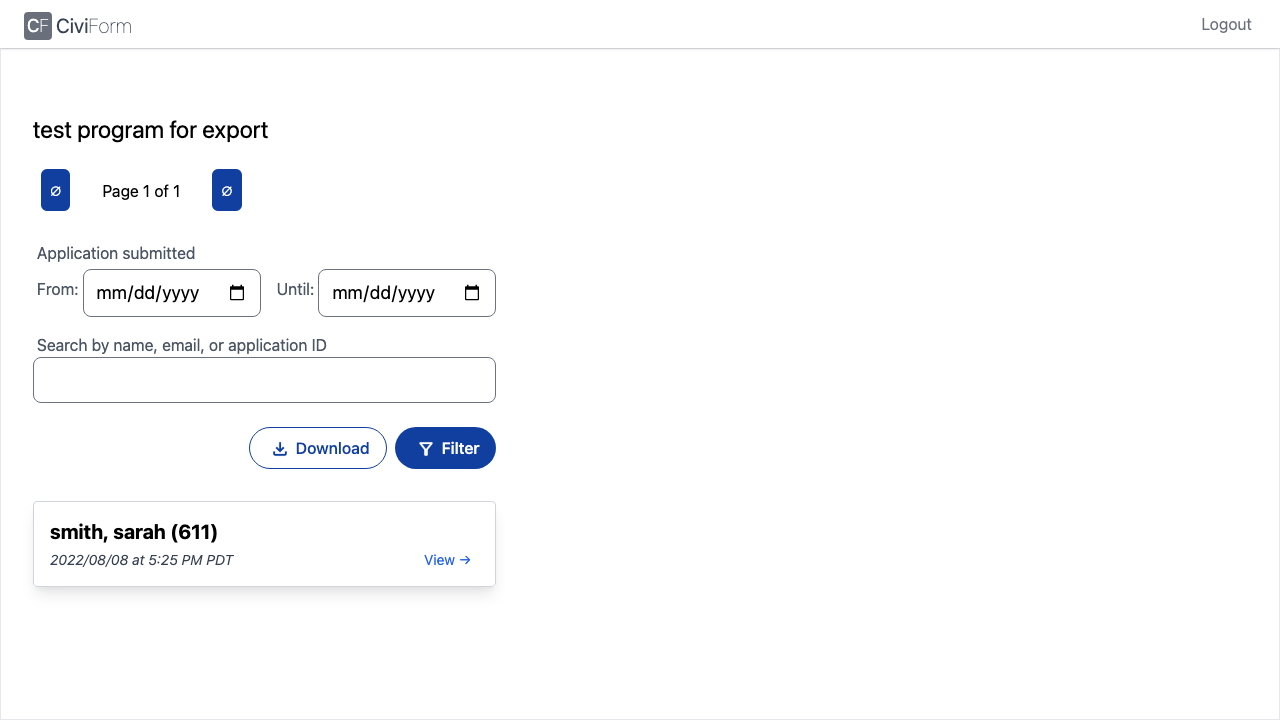 CF CiviForm
Logout
test program for export
∅ Page 1 of 1 ∅
Application submitted
From: mm/dd/yyyy Until: mm/dd/yyyy
Search by name, email, or application ID
Download Filter
smith, sarah (611)
2022/08/08 at 5:25 PM PDT View →